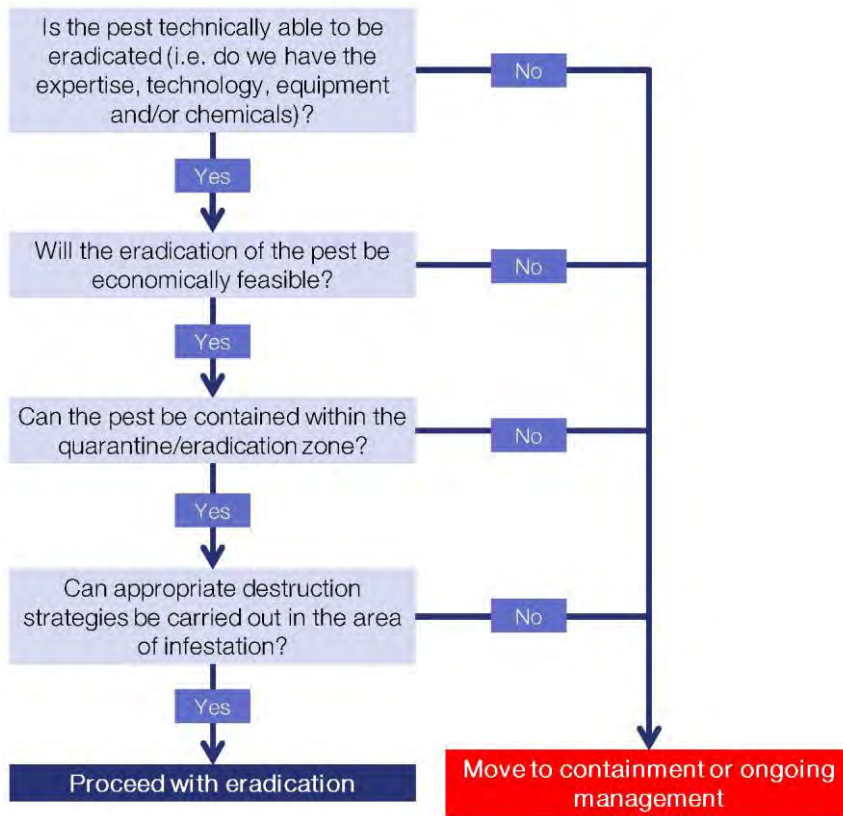 Is the pest technically able to be
eradicated (i.e. do we have the
expertise, technology, equipment
and/or chemicals)?
No
Yes
Will the eradication of the pest be
economically feasible?
No
Yes
Can the pest be contained within the
quarantine/eradication zone?
No
Yes
Can appropriate destruction
strategies be carried out in the area
of infestation?
No
Yes
Proceed with eradication
Move to containment or ongoing
management